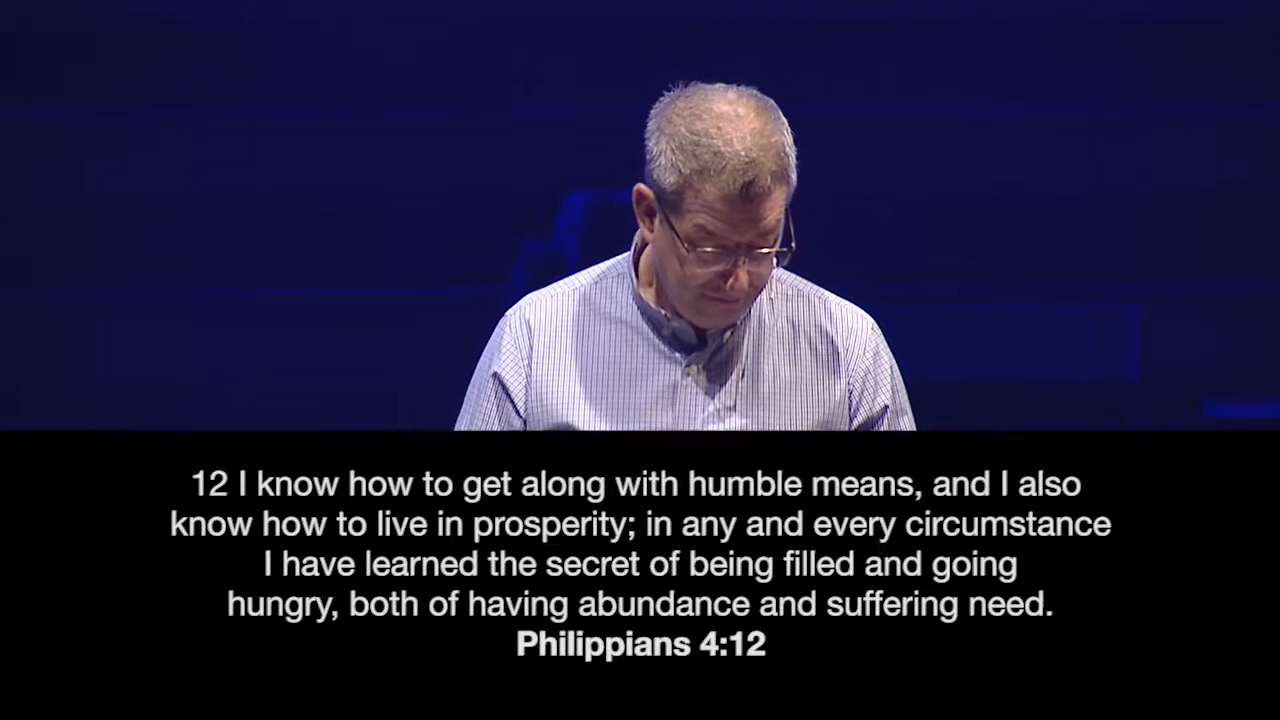 12 I know how to get along with humble means, and I also
know how to live in prosperity; in any and every circumstance
I have learned the secret of being filled and going
hungry, both of having abundance and suffering need.
Philippians 4:12